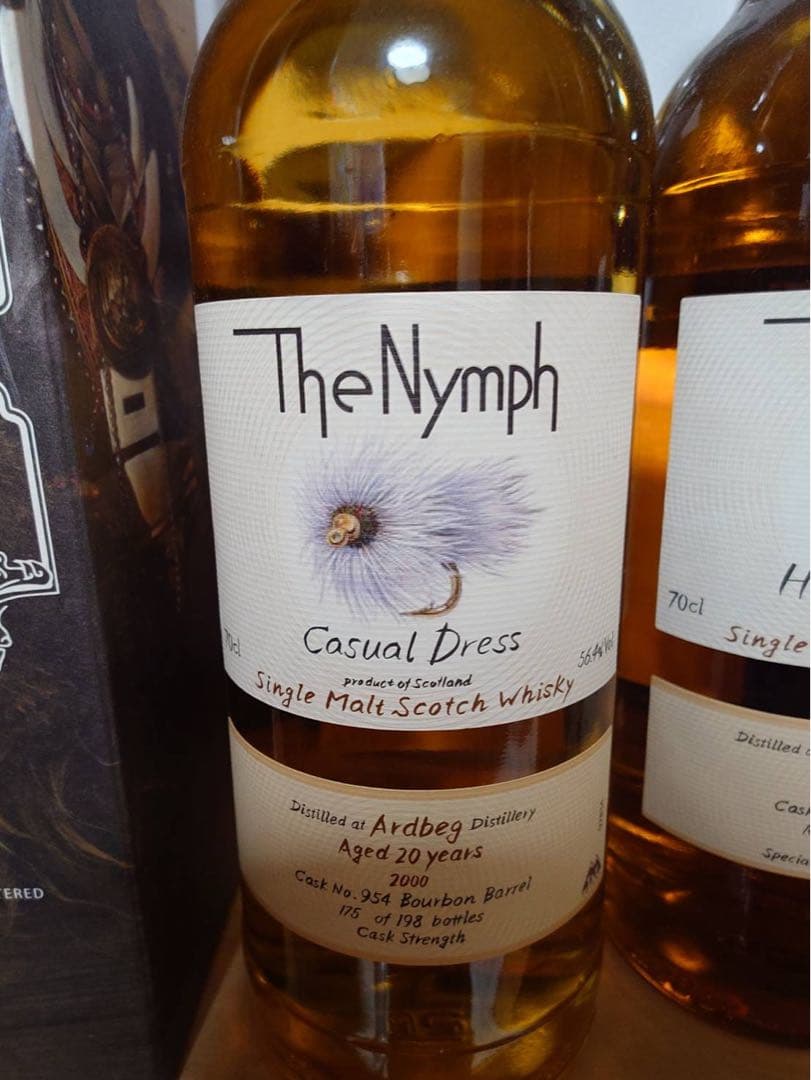 The Nymph
Casual Dress
70cl
56.4%Vol
product of Scotland
Single Malt Scotch Whisky
Distilled at Ardbeg Distillery
Aged 20 years
2000
Cask No. 954 Bourbon Barrel
175 of 198 bottles
Cask Strength
TERED
H
70cl
Single
Distilled
Cask
Specia